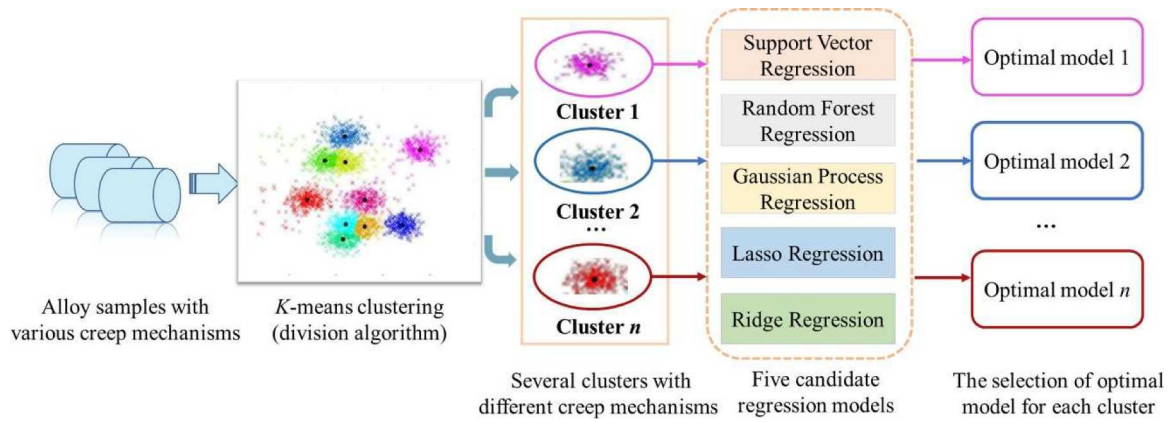 Alloy samples with
various creep mechanisms
K-means clustering
(division algorithm)
Cluster 1
Cluster 2
...
Cluster n
Several clusters with
different creep mechanisms
Support Vector
Regression
Random Forest
Regression
Gaussian Process
Regression
Lasso Regression
Ridge Regression
Five candidate
regression models
Optimal model 1
Optimal model 2
...
Optimal model n
The selection of optimal
model for each cluster